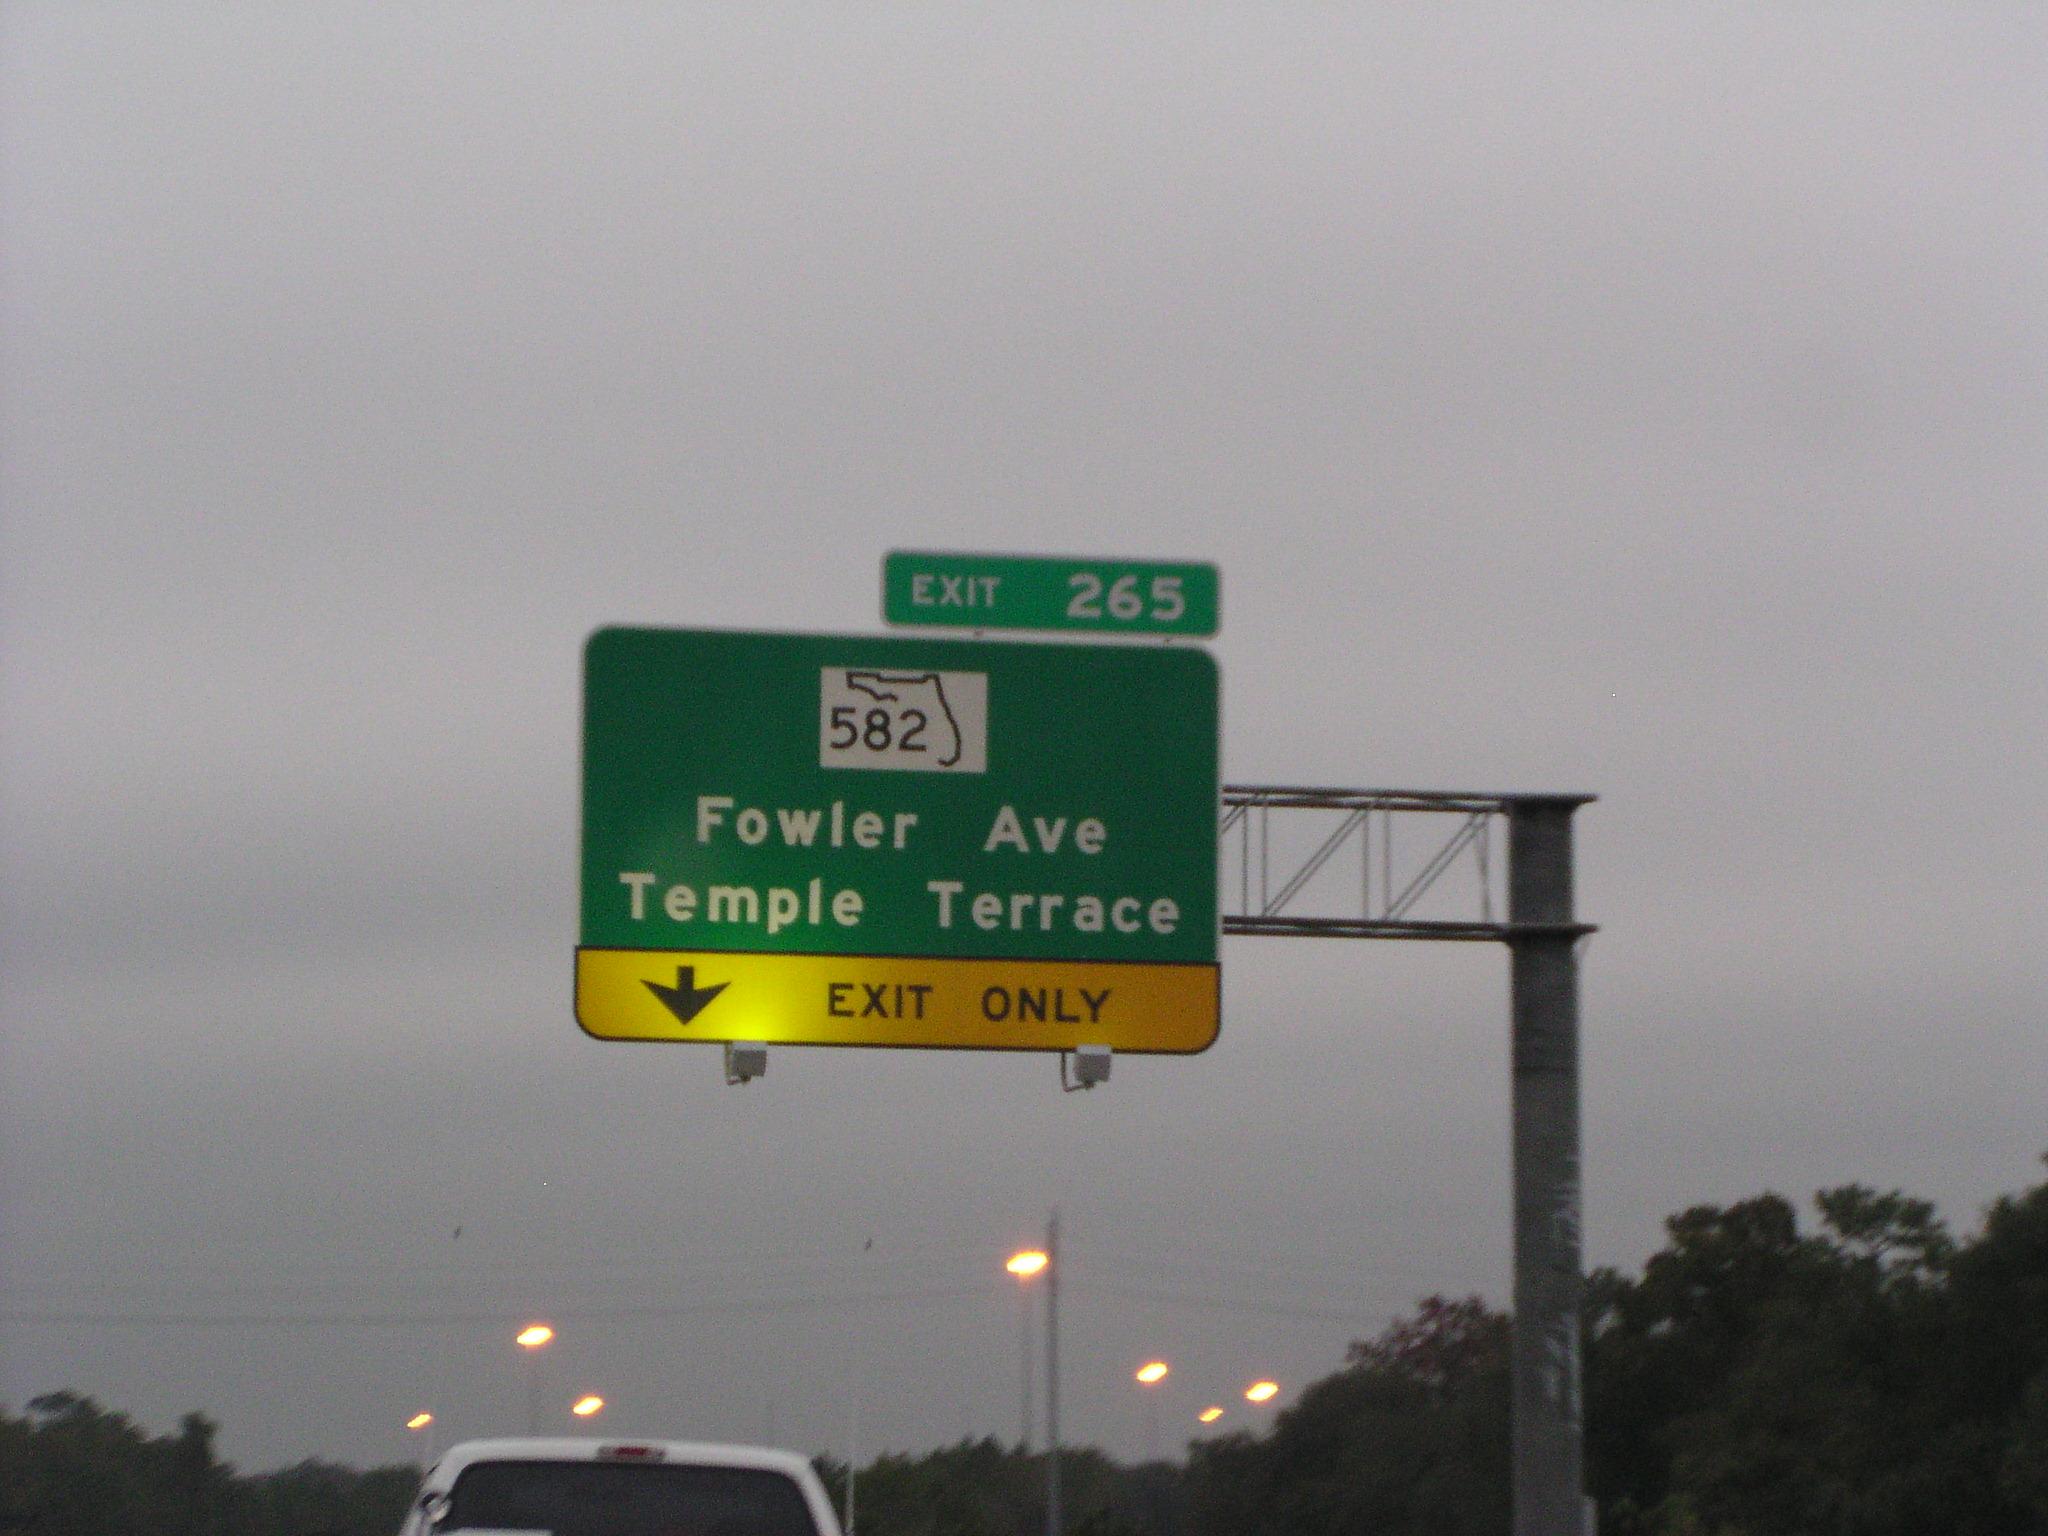 EXIT 265
582
Fowler Ave
Temple Terrace
EXIT ONLY